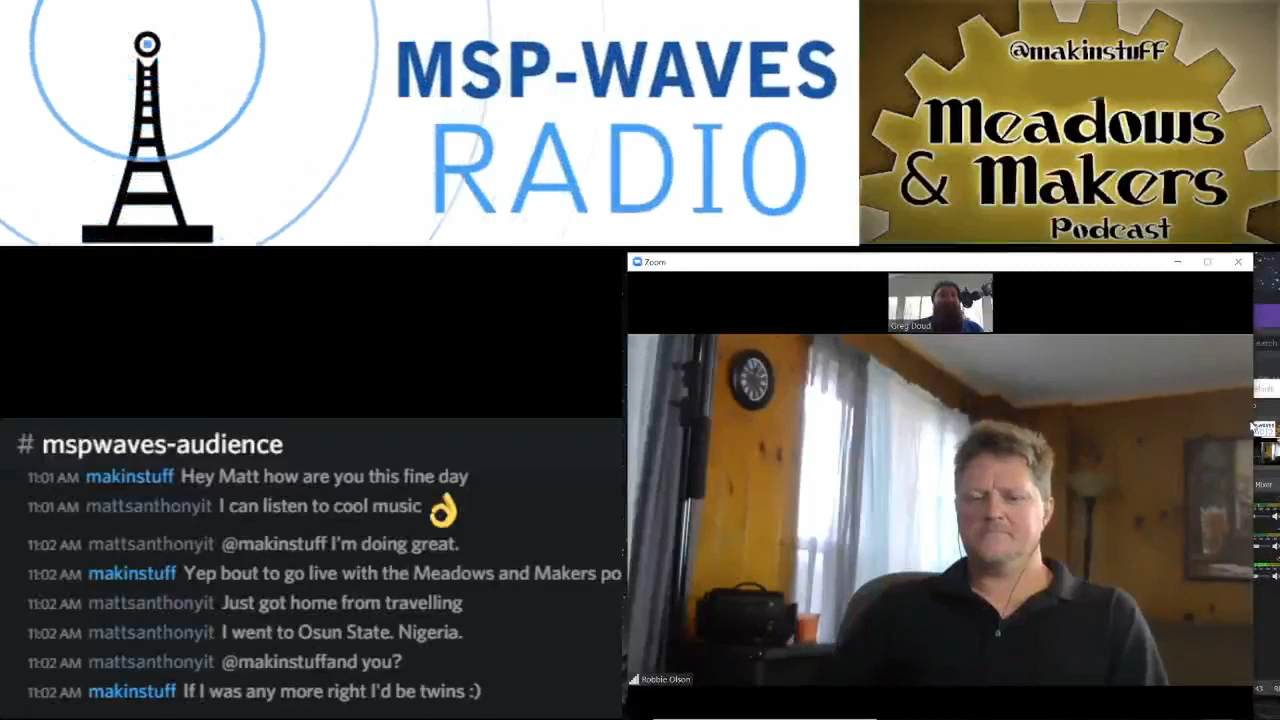 MSP-WAVES
RADIO
@makinstuff
Meadows
& Makers
Podcast
Zoom
Greg Doud
# mspwaves-audience
11:01 AM makinstuff Hey Matt how are you this fine day
11:01 AM mattsanthonyit I can listen to cool music 👌
11:02 AM mattsanthonyit @makinstuff I'm doing great.
11:02 AM makinstuff Yep bout to go live with the Meadows and Makers po
11:02 AM mattsanthonyit Just got home from travelling
11:02 AM mattsanthonyit I went to Osun State. Nigeria.
11:02 AM mattsanthonyit @makinstuffand you?
11:02 AM makinstuff If I was any more right I'd be twins :)
Robbie Olson
earch
efault
Mixer